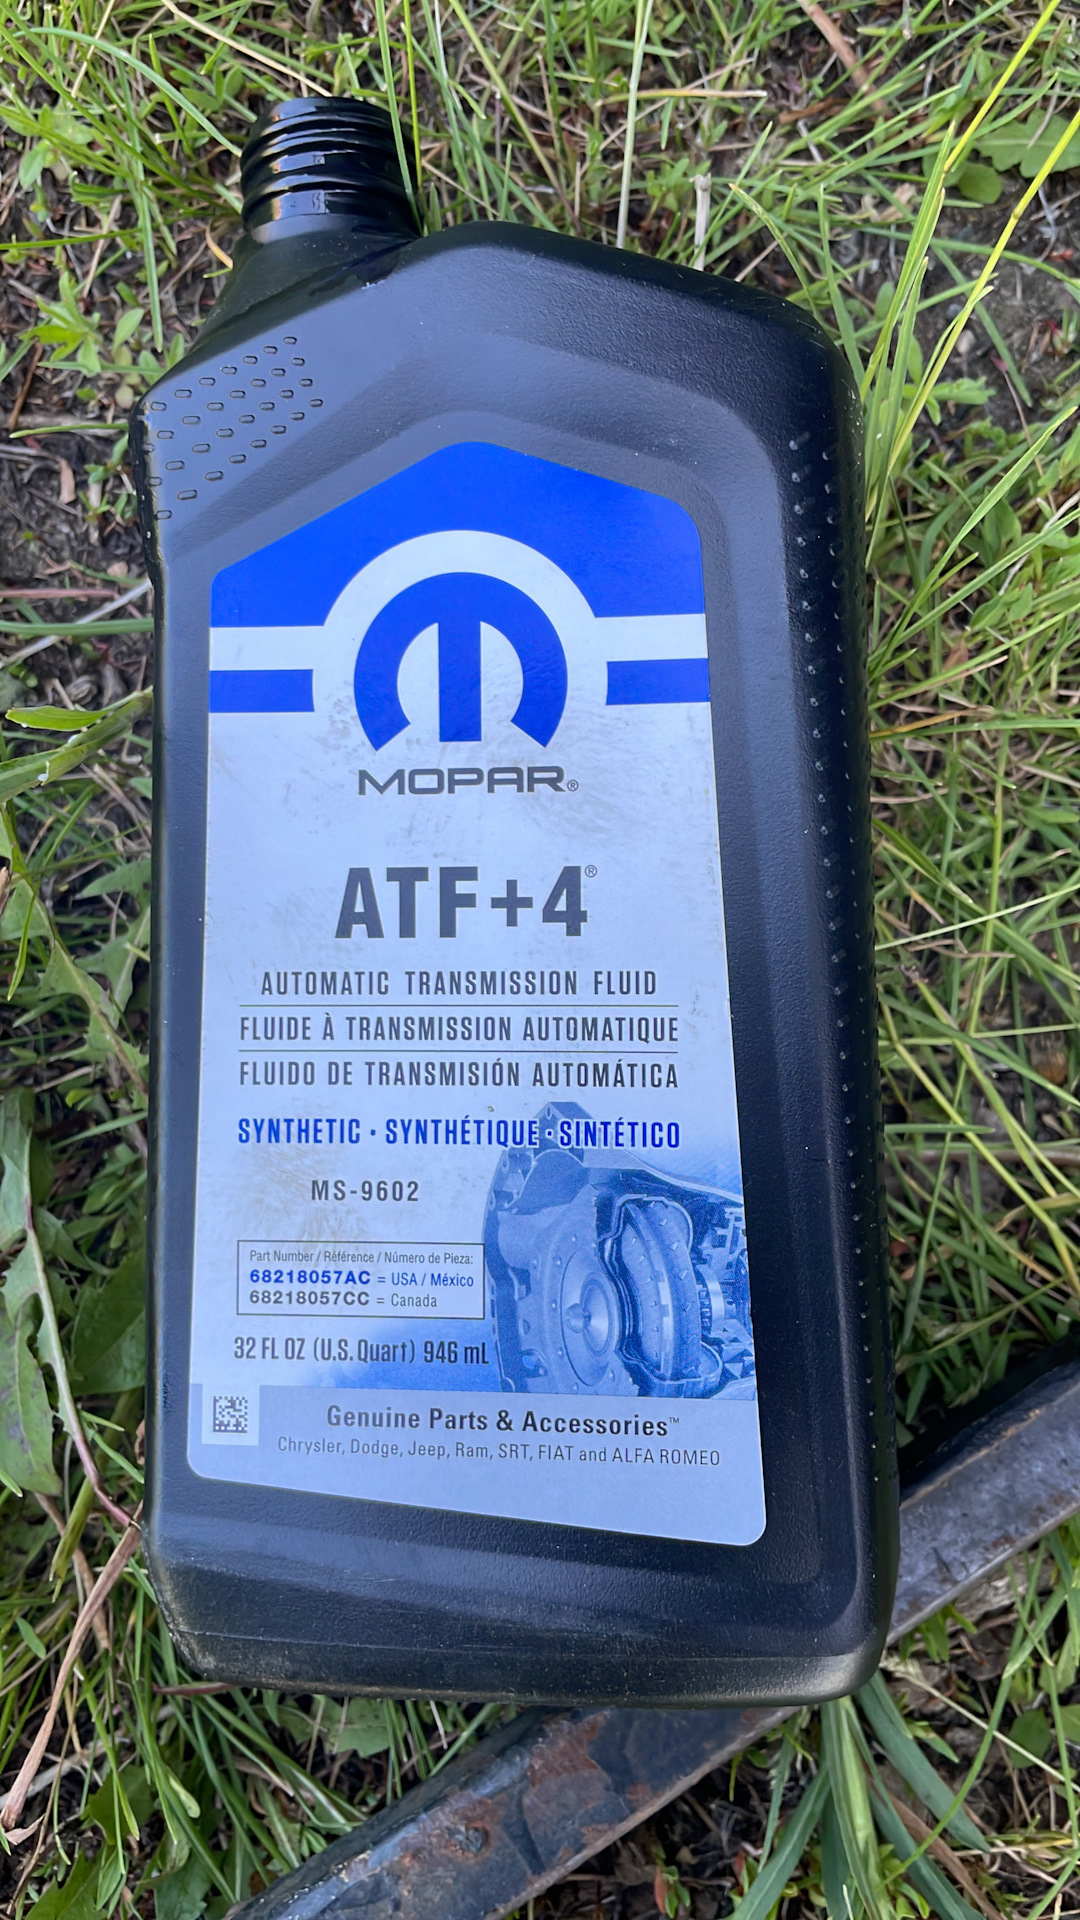 MOPAR®
ATF+4®
AUTOMATIC TRANSMISSION FLUID
FLUIDE À TRANSMISSION AUTOMATIQUE
FLUIDO DE TRANSMISIÓN AUTOMÁTICA
SYNTHETIC · SYNTHÉTIQUE · SINTÉTICO
MS-9602
Part Number / Référence / Número de Pieza:
68218057AC = USA / México
68218057CC = Canada
32 FL OZ (U.S. Quart) 946 mL
Genuine Parts & Accessories™
Chrysler, Dodge, Jeep, Ram, SRT, FIAT and ALFA ROMEO